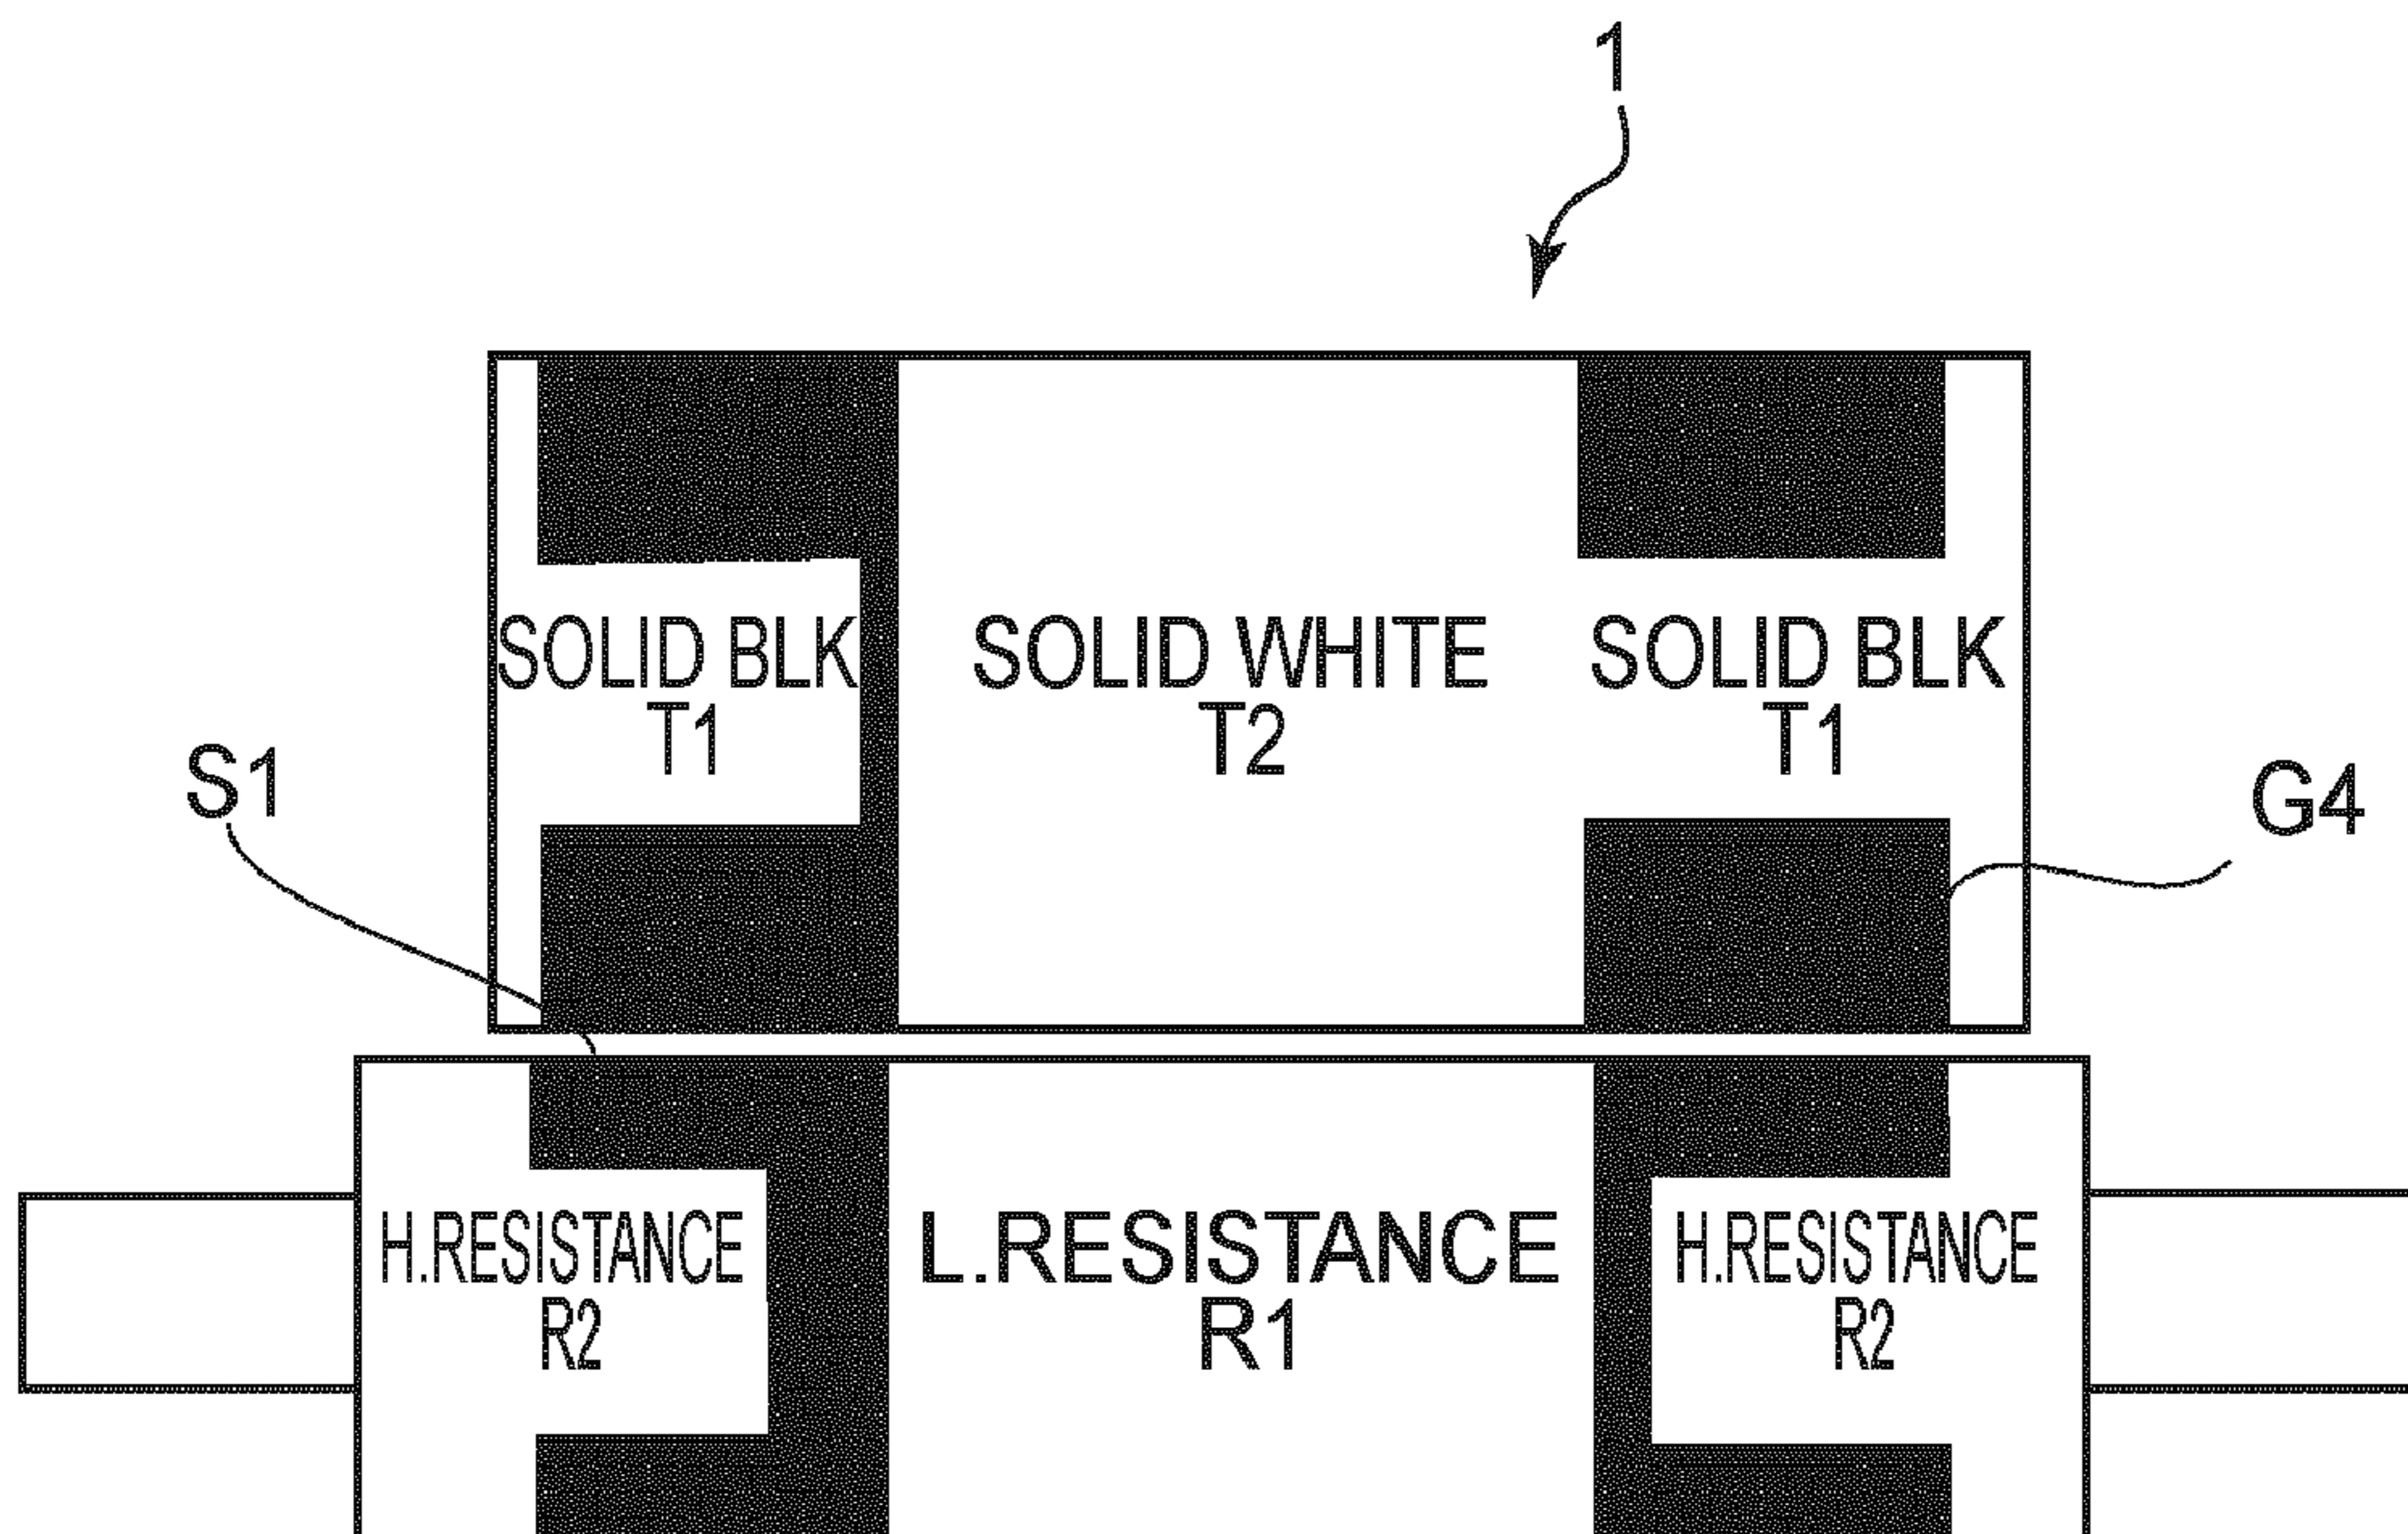 1
SOLID BLK
T1
SOLID WHITE
T2
SOLID BLK
T1
S1
G4
H.RESISTANCE
R2
L.RESISTANCE
R1
H.RESISTANCE
R2